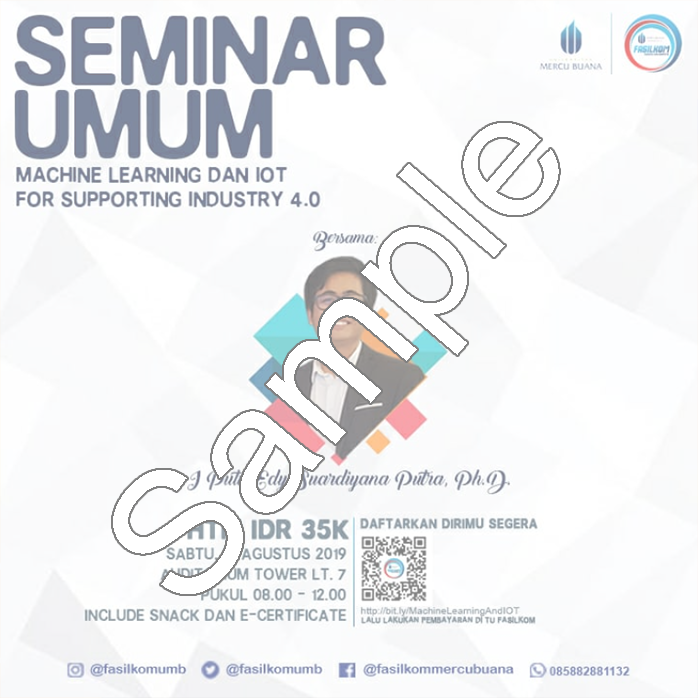 SEMINAR
UMUM
MERCU BUANA
FASILKOM
MACHINE LEARNING DAN IOT
FOR SUPPORTING INDUSTRY 4.0
Bersama:
Sample
Suardiyana Putra, Ph.D.
IDR 35K
SABTU, AGUSTUS 2019
TOWER LT. 7
PUKUL 08.00 - 12.00
INCLUDE SNACK DAN E-CERTIFICATE
DAFTARKAN DIRIMU SEGERA
http://bit.ly/MachineLearningAndIOT
LALU LAKUKAN PEMBAYARAN DI TU FASILKOM
@fasilkomumb @fasilkomumb @fasilkommercubuana 085882881132